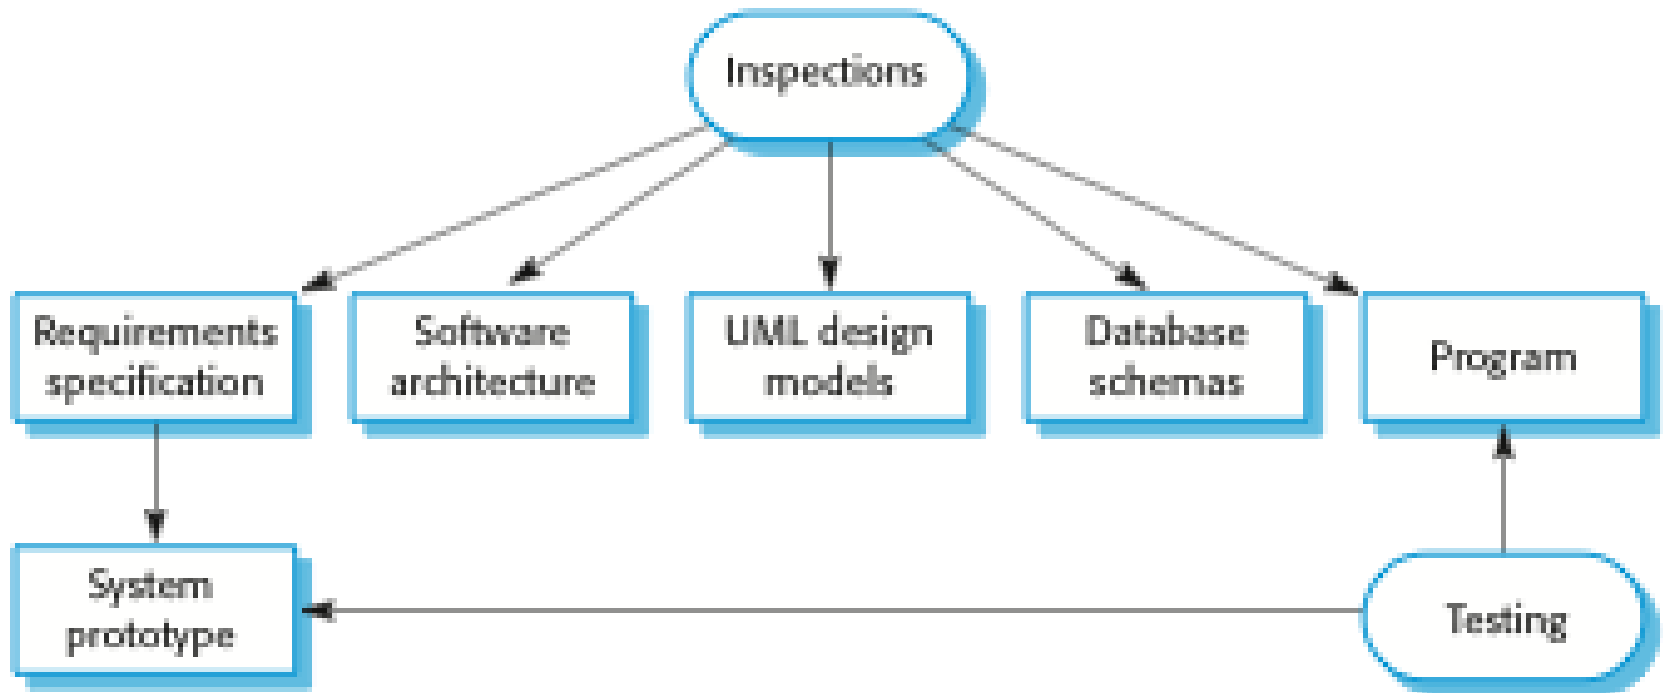 Inspections
Requirements
specification
Software
architecture
UML design
models
Database
schemas
Program
System
prototype
Testing